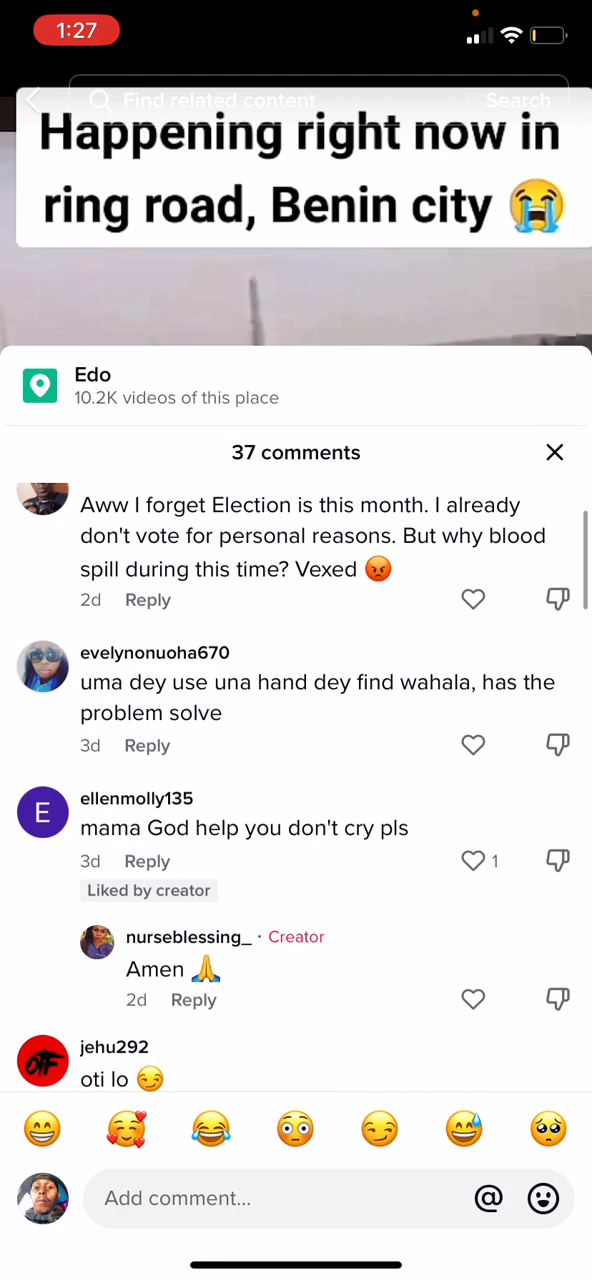 1:27
Find related content
Search
Happening right now in
ring road, Benin city 😭
Edo
10.2K videos of this place
37 comments
Aww I forget Election is this month. I already
don't vote for personal reasons. But why blood
spill during this time? Vexed 😡
2d Reply
evelynonuoha670
uma dey use una hand dey find wahala, has the
problem solve
3d Reply
E
ellenmolly135
mama God help you don't cry pls
3d Reply
1
Liked by creator
nurseblessing_ · Creator
Amen 🙏
2d Reply
OTF
jehu292
oti lo 😏
😁 🥰 😂 😳 😏 😅 🥺
Add comment...
@